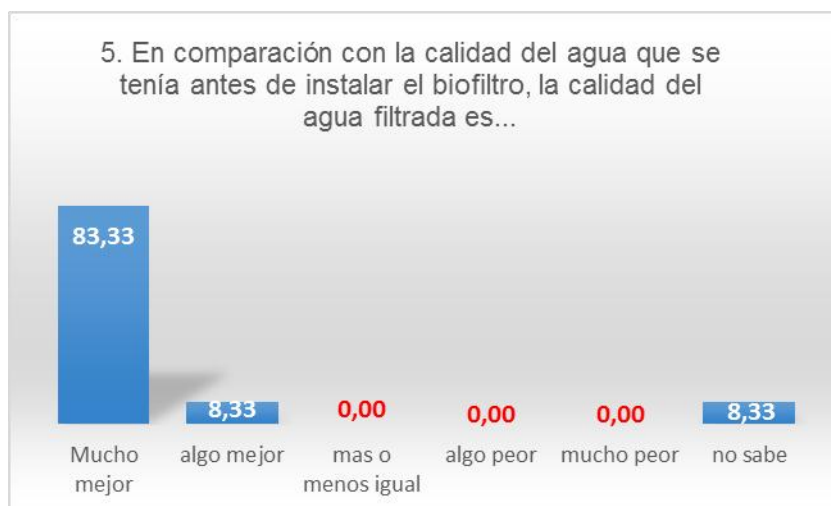 5. En comparación con la calidad del agua que se
tenía antes de instalar el biofiltro, la calidad del
agua filtrada es...
83,33
8,33
0,00
0,00
0,00
8,33
Mucho
mejor
algo mejor
mas o
menos igual
algo peor
mucho peor
no sabe